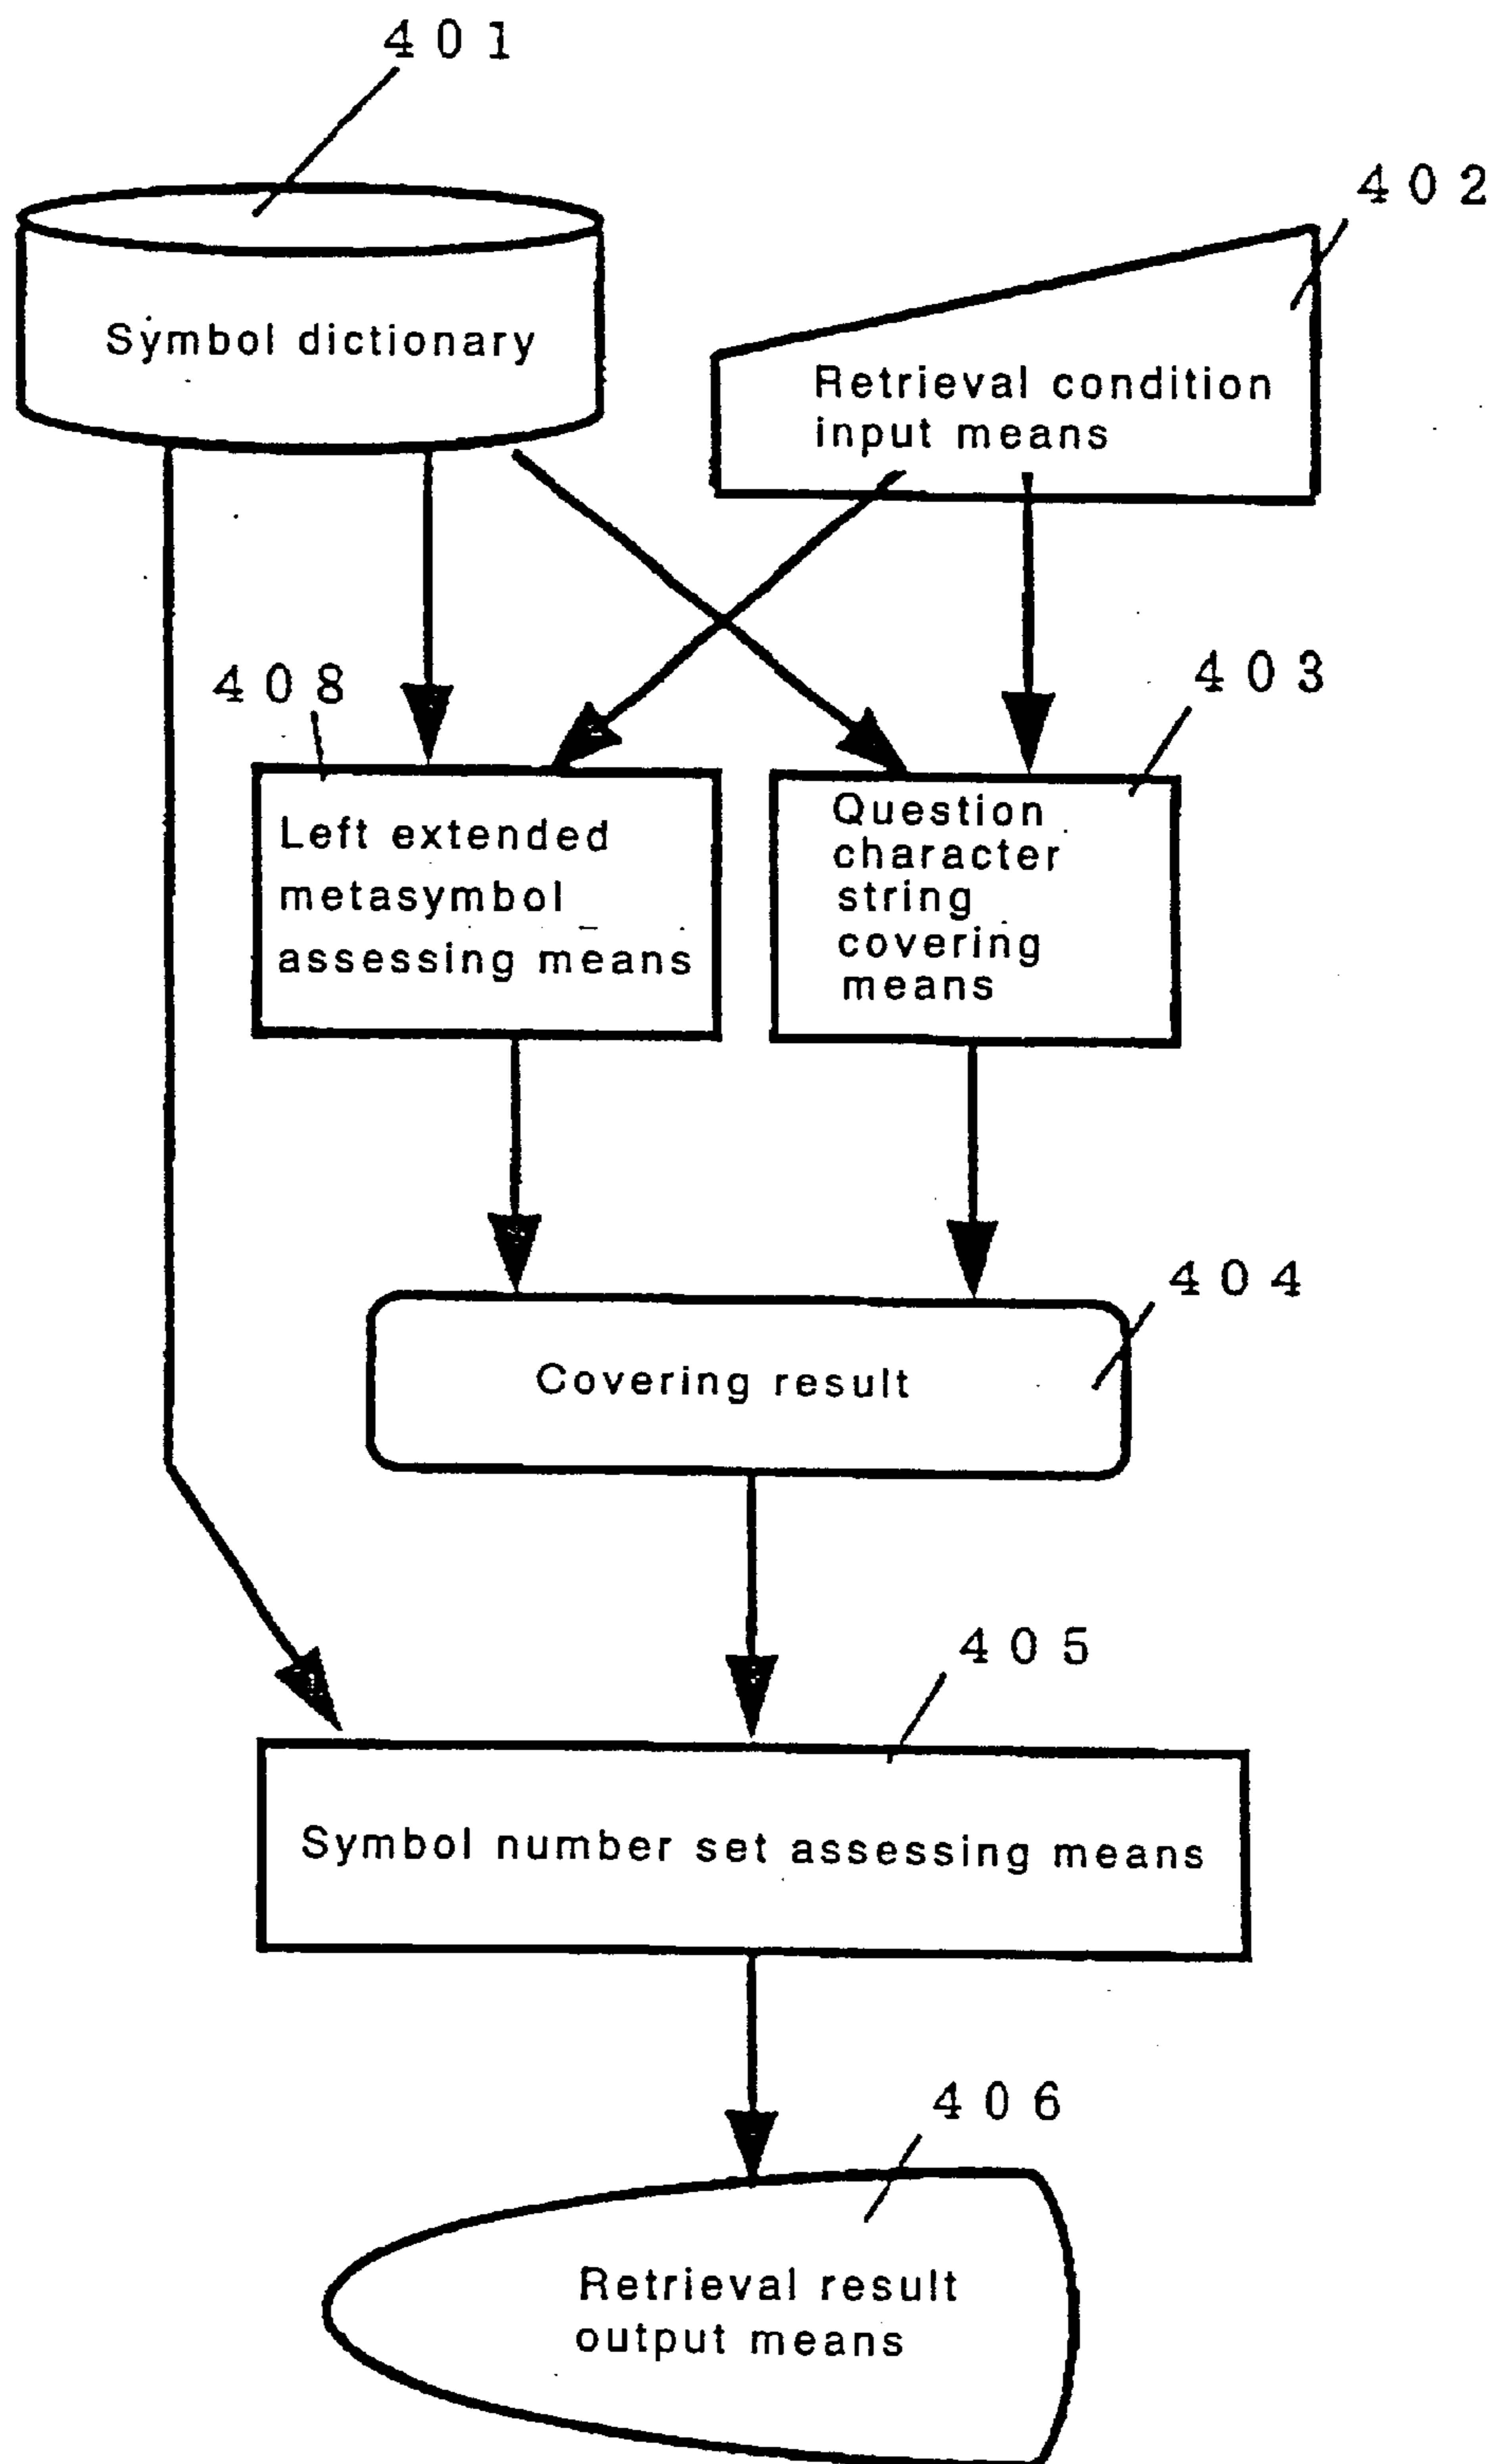 401
402
Symbol dictionary
Retrieval condition
input means
408
403
Left extended
metasymbol
assessing means
Question
character
string
covering
means
404
Covering result
405
Symbol number set assessing means
406
Retrieval result
output means